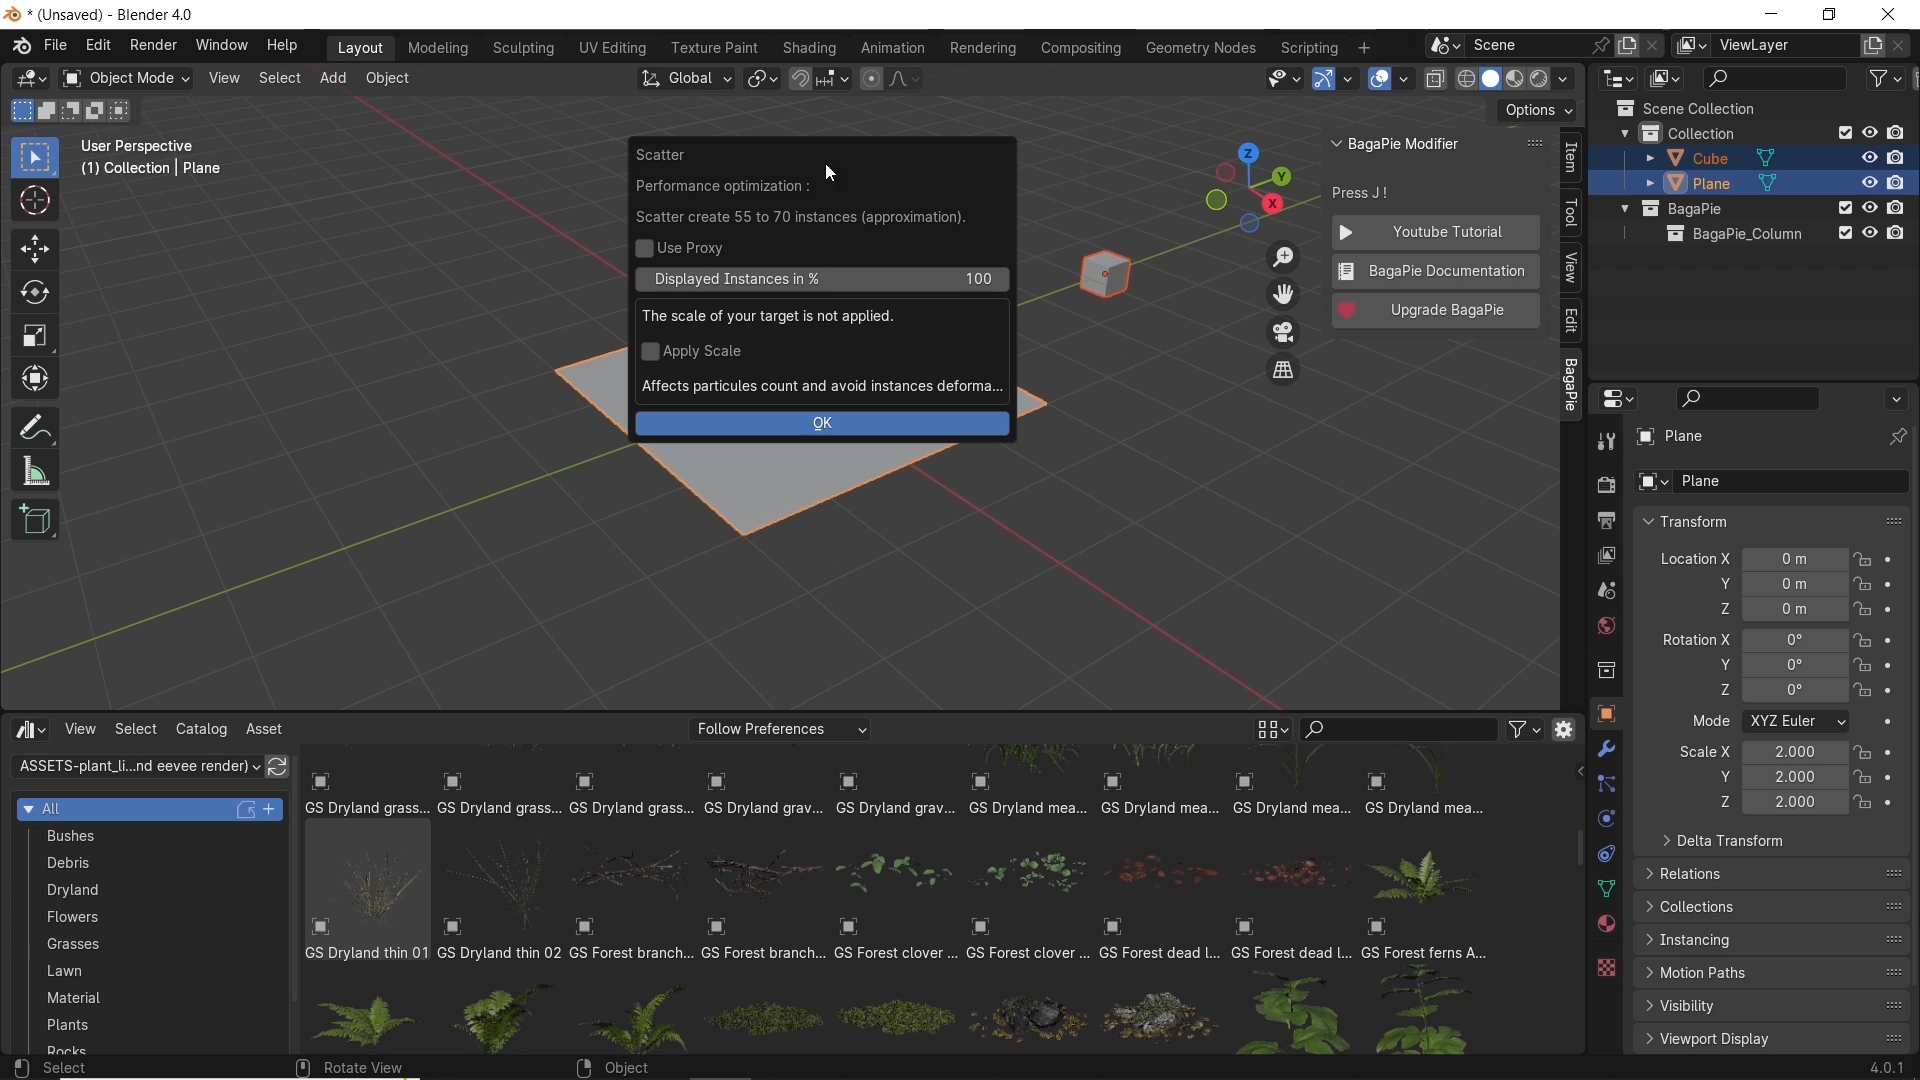 * (Unsaved) - Blender 4.0
File Edit Render Window Help
Layout Modeling Sculpting UV Editing Texture Paint Shading Animation Rendering Compositing Geometry Nodes Scripting +
Scene
ViewLayer
Object Mode View Select Add Object
Global
Options
User Perspective
(1) Collection | Plane
Scatter
Performance optimization :
Scatter create 55 to 70 instances (approximation).
Use Proxy
Displayed Instances in % 100
The scale of your target is not applied.
Apply Scale
Affects particules count and avoid instances deforma...
OK
Z
Y
X
BagaPie Modifier
Press J !
Youtube Tutorial
BagaPie Documentation
Upgrade BagaPie
Item
Tool
View
Edit
BagaPie
Scene Collection
Collection
Cube
Plane
BagaPie
BagaPie_Column
Plane
Plane
Transform
Location X 0 m
Y 0 m
Z 0 m
Rotation X 0°
Y 0°
Z 0°
Mode XYZ Euler
Scale X 2.000
Y 2.000
Z 2.000
Delta Transform
Relations
Collections
Instancing
Motion Paths
Visibility
Viewport Display
View Select Catalog Asset
Follow Preferences
ASSETS-plant_li...nd eevee render)
All
Bushes
Debris
Dryland
Flowers
Grasses
Lawn
Material
Plants
Rocks
GS Dryland grass... GS Dryland grass... GS Dryland grass... GS Dryland grav... GS Dryland grav... GS Dryland mea... GS Dryland mea... GS Dryland mea... GS Dryland mea...
GS Dryland thin 01 GS Dryland thin 02 GS Forest branch... GS Forest branch... GS Forest clover ... GS Forest clover ... GS Forest dead l... GS Forest dead l... GS Forest ferns A...
Select
Rotate View
Object
4.0.1